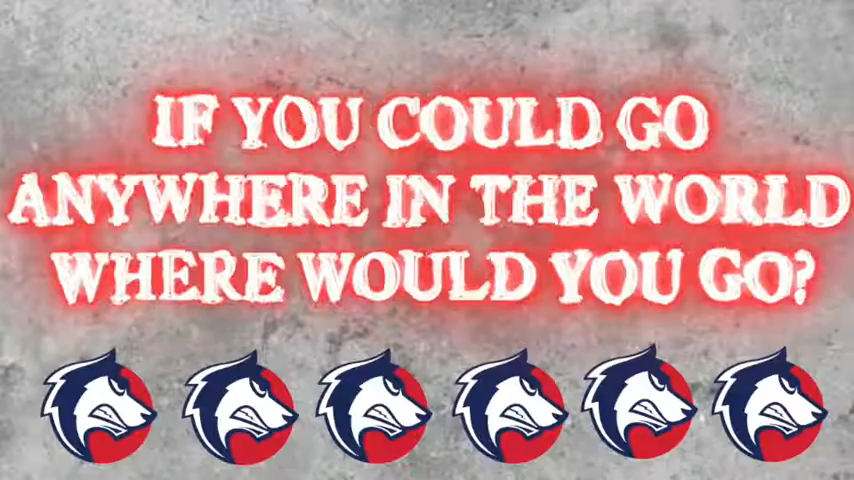 IF YOU COULD GO
ANYWHERE IN THE WORLD
WHERE WOULD YOU GO?